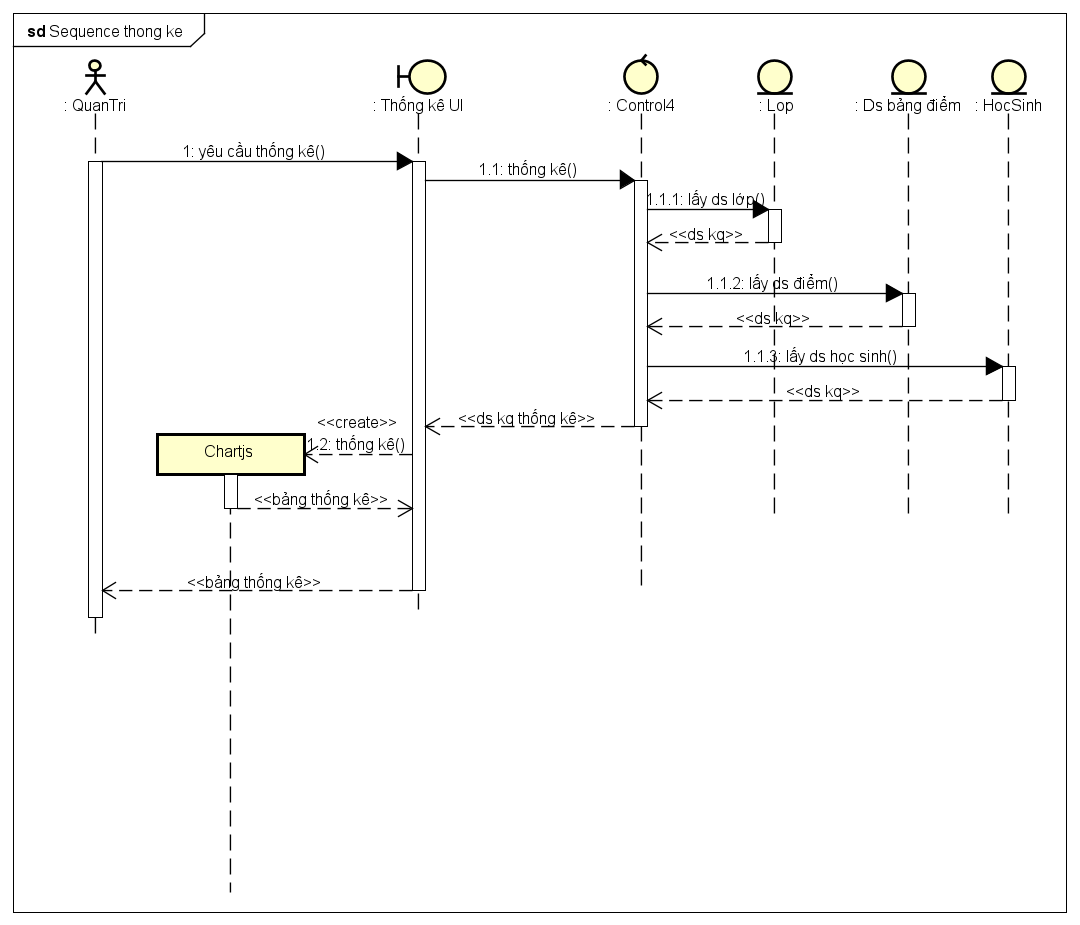 sd Sequence thong ke
: QuanTri
: Thống kê UI
: Control4
: Lop
: Ds bảng điểm
: HocSinh
1: yêu cầu thống kê()
1.1: thống kê()
1.1.1: lấy ds lớp()
<<ds kq>>
1.1.2: lấy ds điểm()
<<ds kq>>
1.1.3: lấy ds học sinh()
<<ds kq>>
<<ds kq thống kê>>
<<create>>
1.2: thống kê()
Chartjs
<<bảng thống kê>>
<<bảng thống kê>>